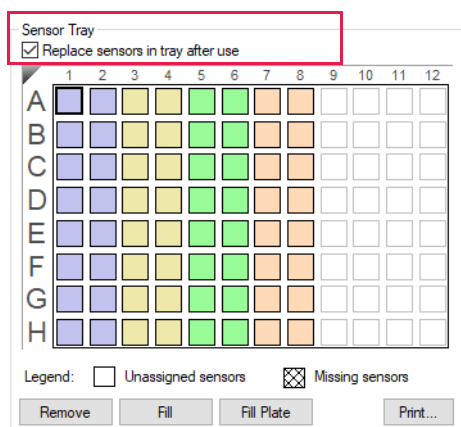 Sensor Tray
Replace sensors in tray after use
1 2 3 4 5 6 7 8 9 10 11 12
A
B
C
D
E
F
G
H
Legend: Unassigned sensors Missing sensors
Remove Fill Fill Plate Print...